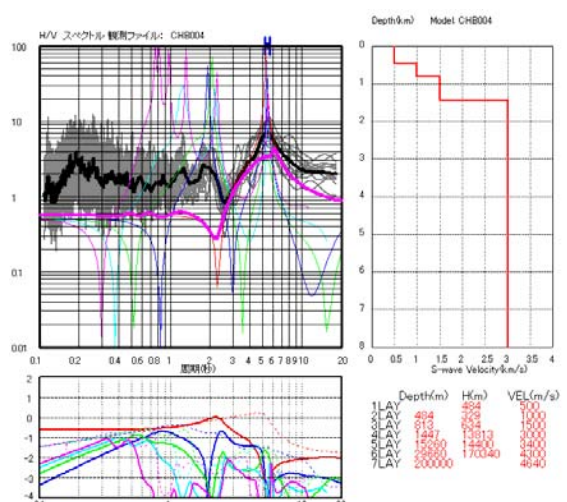 H/V スペクトル 観測ファイル: CHB004
100
10
1
0.1
0.01
0.1 0.2 0.4 0.6 0.8 1 2 3 4 5 6 7 8 9 10 20
周期(秒)
2
1
0
-1
-2
-3
-4
Depth(km) Model: CHB004
0
1
2
3
4
5
6
7
8
0 0.5 1 1.5 2 2.5 3 3.5 4
S-wave Velocity(km/s)
Depth(m) H(m) VEL(m/s)
1LAY 484 500
2LAY 484 329 1000
3LAY 813 634 1500
4LAY 1447 13813 3000
5LAY 15260 14400 3400
6LAY 29660 170340 4300
7LAY 200000 4640